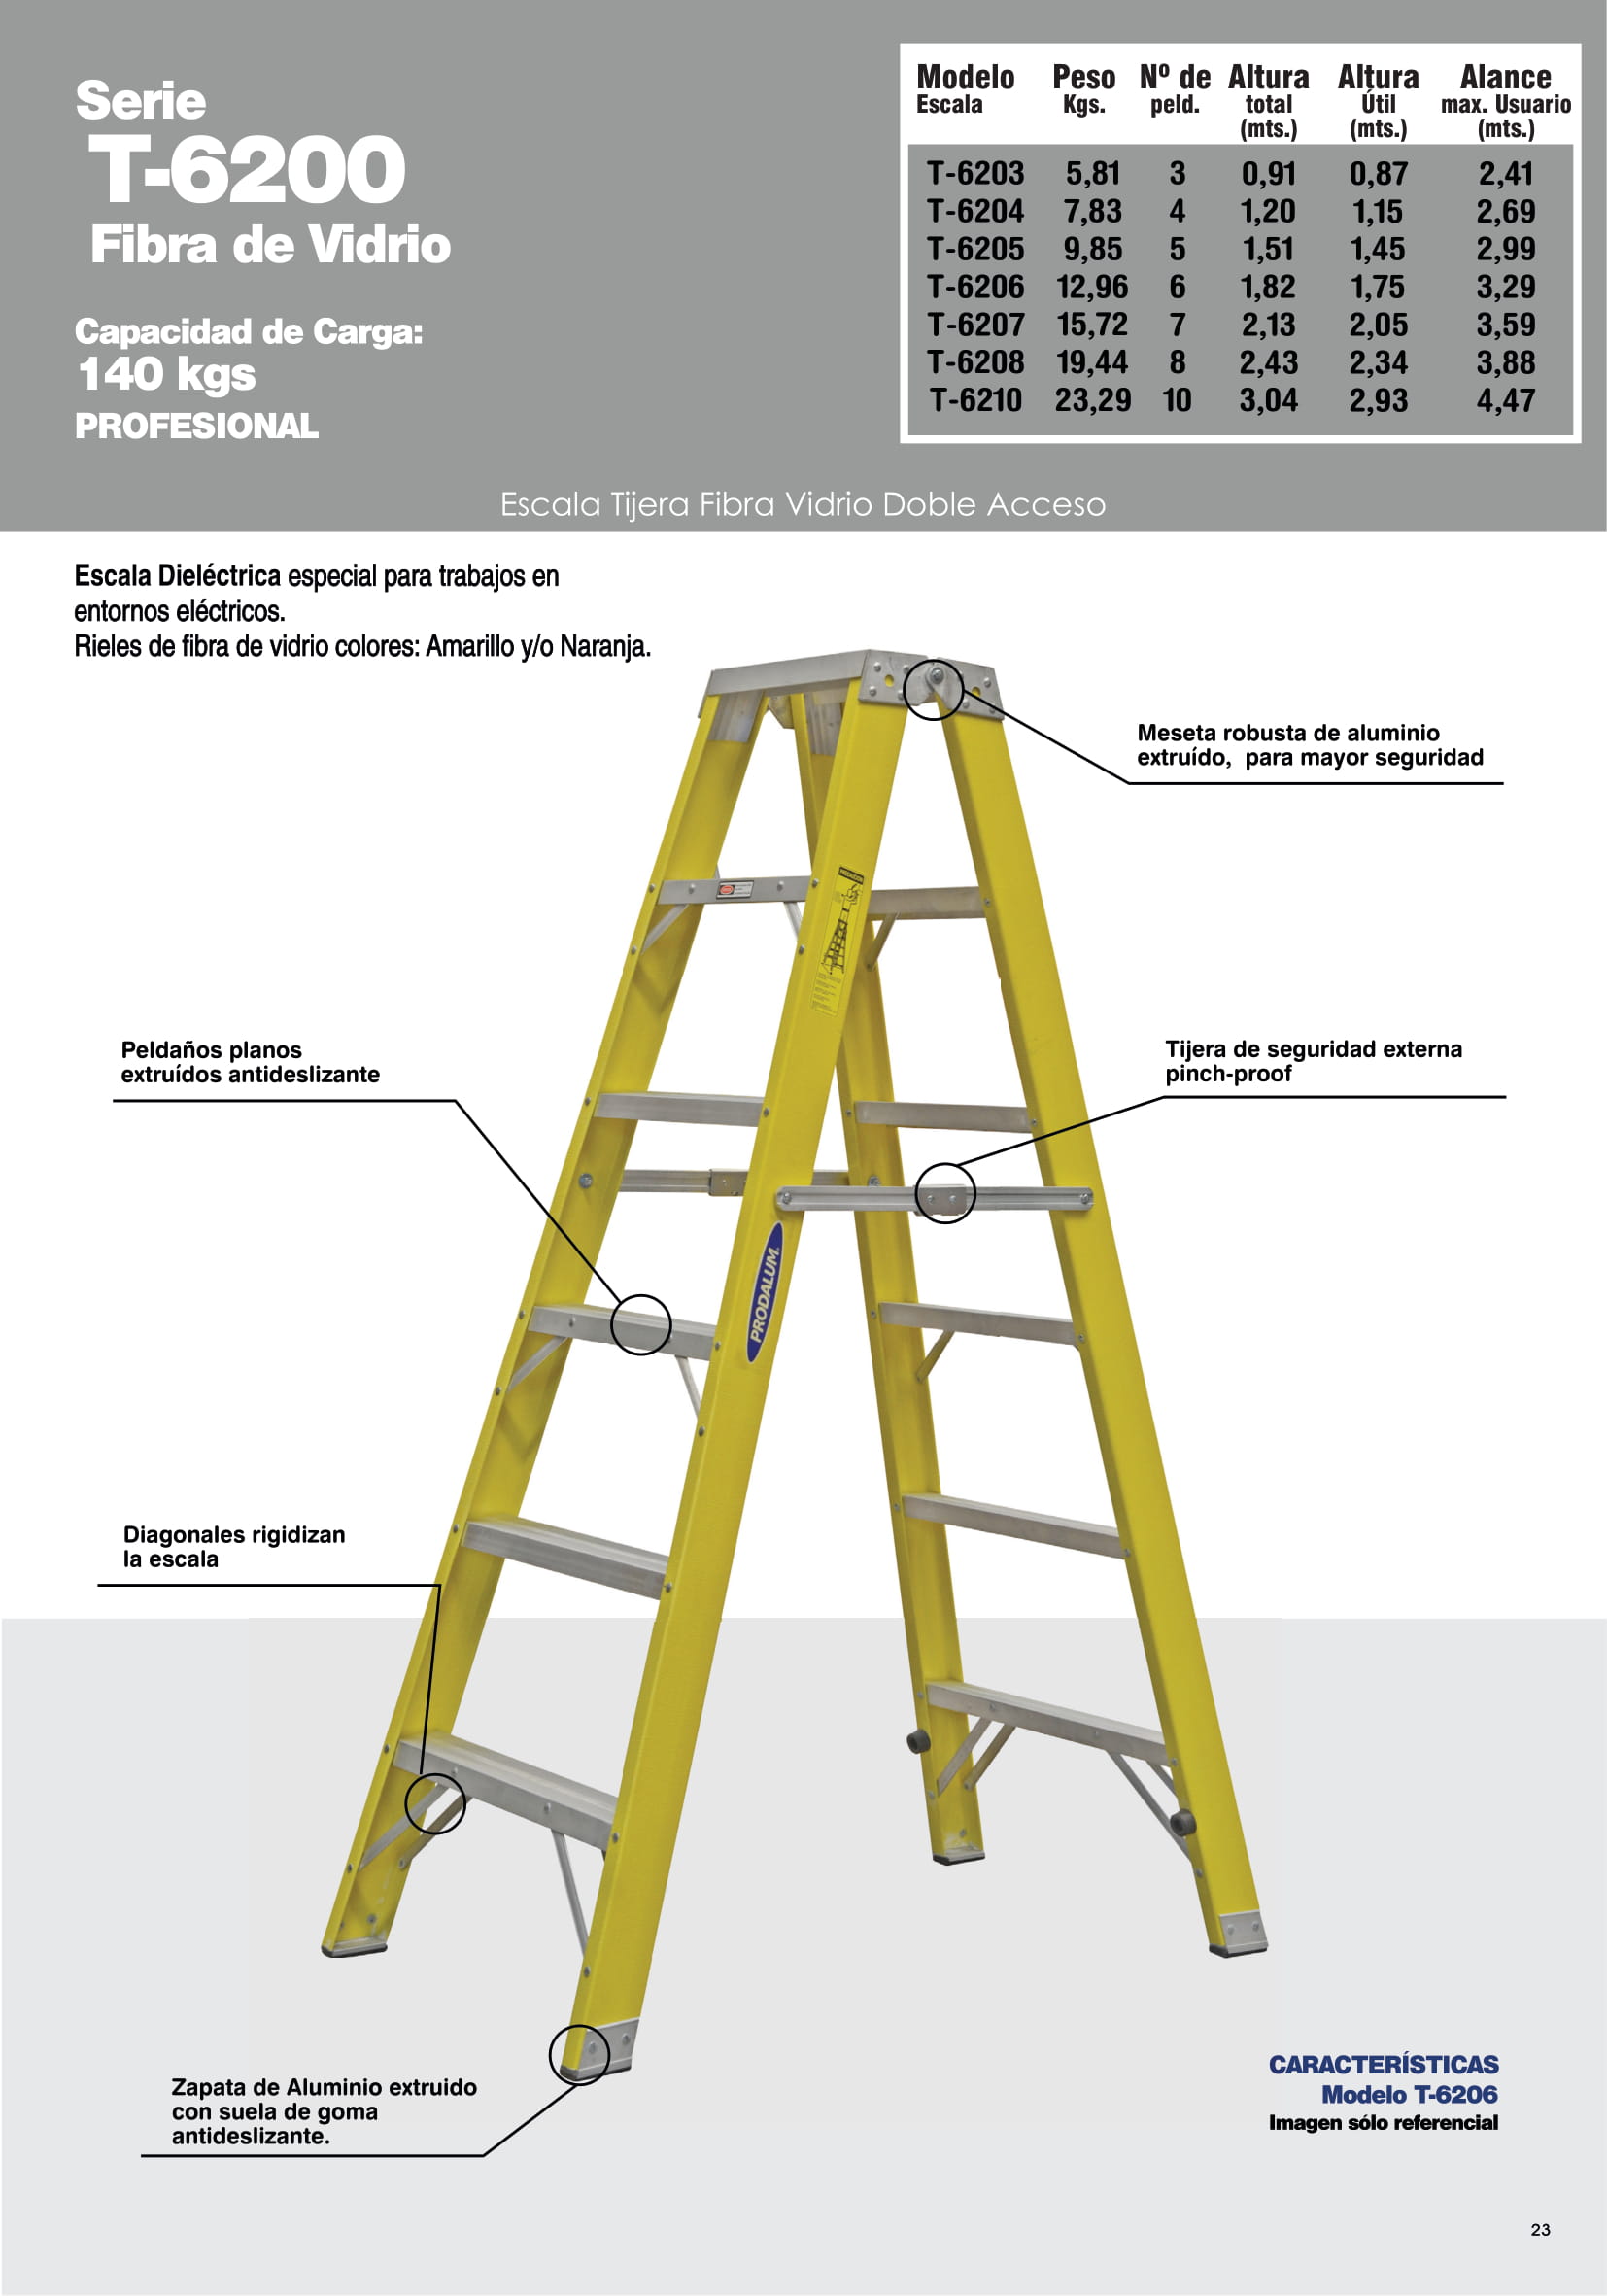 Serie
T-6200
Fibra de Vidrio
Capacidad de Carga:
140 kgs
PROFESIONAL
Modelo Peso Nº de Altura Altura Alance
Escala Kgs. peld. total Útil max. Usuario
(mts.) (mts.) (mts.)
T-6203 5,81 3 0,91 0,87 2,41
T-6204 7,83 4 1,20 1,15 2,69
T-6205 9,85 5 1,51 1,45 2,99
T-6206 12,96 6 1,82 1,75 3,29
T-6207 15,72 7 2,13 2,05 3,59
T-6208 19,44 8 2,43 2,34 3,88
T-6210 23,29 10 3,04 2,93 4,47
Escala Tijera Fibra Vidrio Doble Acceso
Escala Dieléctrica especial para trabajos en
entornos eléctricos.
Rieles de fibra de vidrio colores: Amarillo y/o Naranja.
Meseta robusta de aluminio
extruído, para mayor seguridad
Peldaños planos
extruídos antideslizante
Tijera de seguridad externa
pinch-proof
PRODALUM
Diagonales rigidizan
la escala
Zapata de Aluminio extruido
con suela de goma
antideslizante.
CARACTERÍSTICAS
Modelo T-6206
Imagen sólo referencial
23